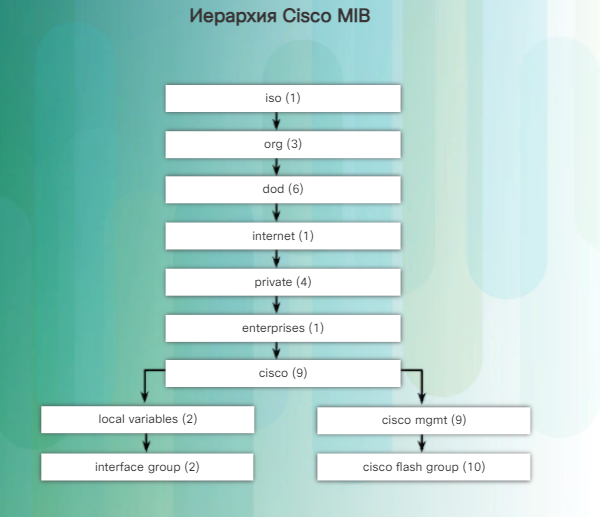 Иерархия Cisco MIB
iso (1)
org (3)
dod (6)
internet (1)
private (4)
enterprises (1)
cisco (9)
local variables (2)
cisco mgmt (9)
interface group (2)
cisco flash group (10)